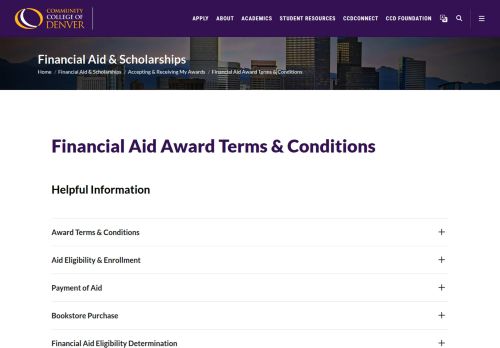 COMMUNITY
COLLEGE OF
DENVER
APPLY ABOUT ACADEMICS STUDENT RESOURCES CCDCONNECT CCD FOUNDATION
Financial Aid & Scholarships
Home / Financial Aid & Scholarships / Accepting & Receiving My Awards / Financial Aid Award Terms & Conditions
Financial Aid Award Terms & Conditions
Helpful Information
Award Terms & Conditions
Aid Eligibility & Enrollment
Payment of Aid
Bookstore Purchase
Financial Aid Eligibility Determination